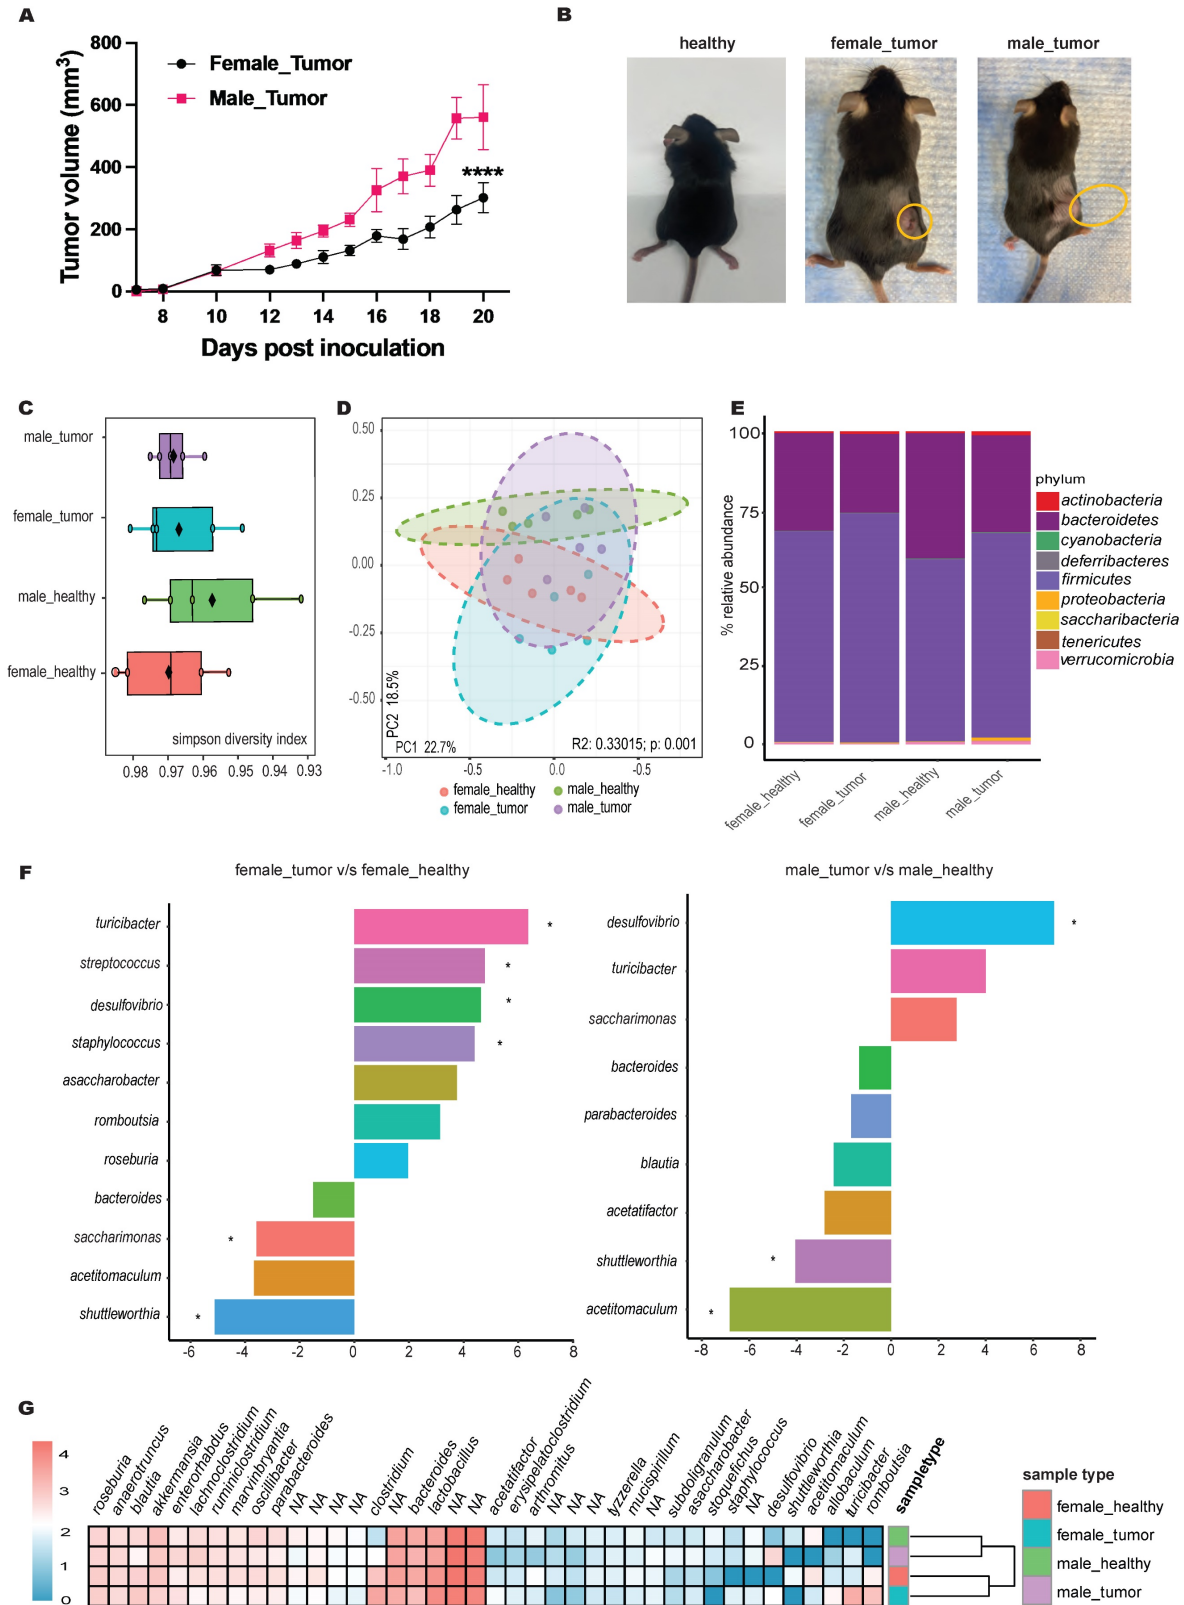 A
800
600
400
200
0
Tumor volume (mm3)
Female_Tumor
Male_Tumor
****
8 10 12 14 16 18 20
Days post inoculation
B
healthy female_tumor male_tumor
C
male_tumor
female_tumor
male_healthy
female_healthy
simpson diversity index
0.98 0.97 0.96 0.95 0.94 0.93
D
0.50
0.25
0.00
-0.25
-0.50
PC2 18.5%
PC1 22.7%
R2: 0.33015; p: 0.001
-1.0 -0.5 0.0 -0.5
female_healthy male_healthy
female_tumor male_tumor
E
100
75
50
25
0
% relative abundance
female_healthy
female_tumor
male_healthy
male_tumor
phylum
actinobacteria
bacteroidetes
cyanobacteria
deferribacteres
firmicutes
proteobacteria
saccharibacteria
tenericutes
verrucomicrobia
F
female_tumor v/s female_healthy
turicibacter *
streptococcus *
desulfovibrio *
staphylococcus *
asaccharobacter
romboutsia
roseburia
bacteroides
saccharimonas *
acetitomaculum
shuttleworthia *
-6 -4 -2 0 2 4 6 8
male_tumor v/s male_healthy
desulfovibrio *
turicibacter
saccharimonas
bacteroides
parabacteroides
blautia
acetatifactor
shuttleworthia *
acetitomaculum *
-8 -6 -4 -2 0 2 4 6 8
G
4
3
2
1
0
roseburia
anaerotruncus
blautia
akkermansia
enterorhabdus
lachnoclostridium
ruminiclostridium
marvinbryantia
oscillibacter
parabacteroides
NA
NA
NA
NA
clostridium
NA
bacteroides
lactobacillus
NA
NA
acetatifactor
erysipelatoclostridium
arthromitus
NA
NA
NA
tyzzerella
mucispirillum
NA
subdoligranulum
asaccharobacter
stoquefichus
staphylococcus
NA
desulfovibrio
shuttleworthia
acetitomaculum
allobaculum
turicibacter
romboutsia
sampletype
sample type
female_healthy
female_tumor
male_healthy
male_tumor